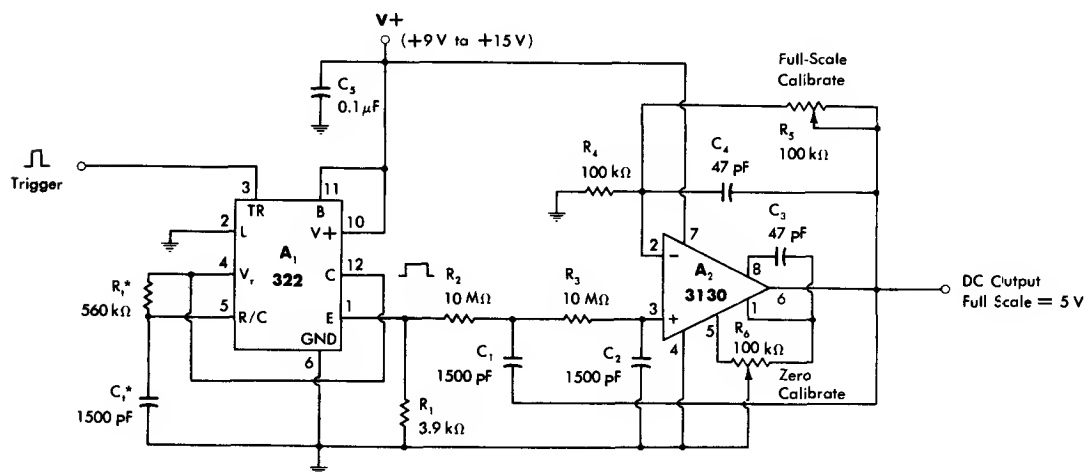 V+
(+9 V to +15 V)
C5
0.1 µF
Full-Scale
Calibrate
R5
100 kΩ
R4
100 kΩ
C4
47 pF
Trigger
3
TR
11
B
2
L
V+
10
A1
322
4
Vr
C
12
Rt*
560 kΩ
5
R/C
E
1
GND
6
Ct*
1500 pF
R1
3.9 kΩ
R2
10 MΩ
R3
10 MΩ
C1
1500 pF
C2
1500 pF
2
−
7
A2
3130
3
+
4
5
8
6
1
C3
47 pF
R6
100 kΩ
Zero
Calibrate
DC Output
Full Scale = 5 V